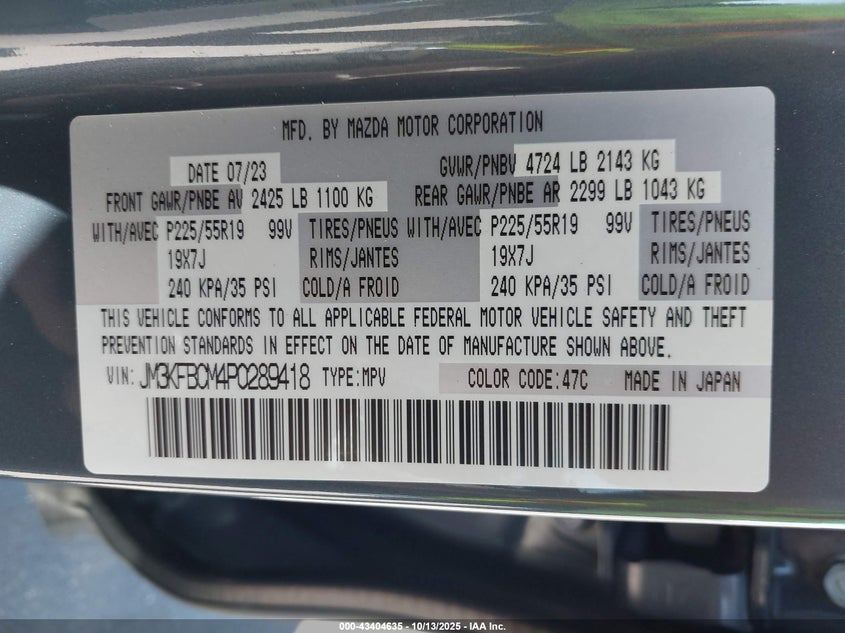 MFD. BY MAZDA MOTOR CORPORATION
DATE 07/23 GVWR/PNBV 4724 LB 2143 KG
FRONT GAWR/PNBE AV 2425 LB 1100 KG REAR GAWR/PNBE AR 2299 LB 1043 KG
WITH/AVEC P225/55R19 99V TIRES/PNEUS WITH/AVEC P225/55R19 99V TIRES/PNEUS
19X7J RIMS/JANTES 19X7J RIMS/JANTES
240 KPA/35 PSI COLD/A FROID 240 KPA/35 PSI COLD/A FROID
THIS VEHICLE CONFORMS TO ALL APPLICABLE FEDERAL MOTOR VEHICLE SAFETY AND THEFT
PREVENTION STANDARDS IN EFFECT ON THE DATE OF MANUFACTURE SHOWN ABOVE.
VIN: JM3KFBCM4P0289418 TYPE:MPV COLOR CODE:47C MADE IN JAPAN
000-43404635 - 10/13/2025 - IAA Inc.